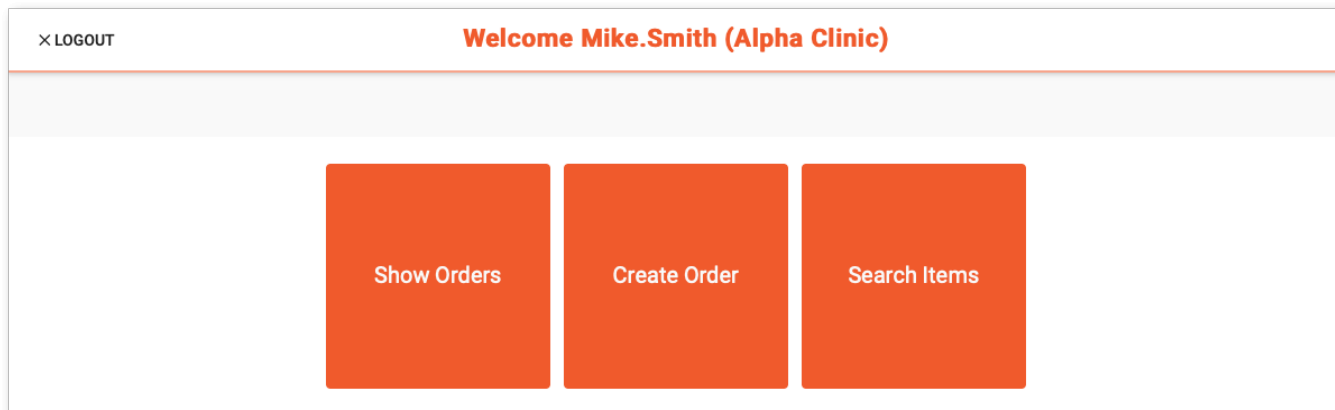 × LOGOUT
Welcome Mike.Smith (Alpha Clinic)
Show Orders
Create Order
Search Items